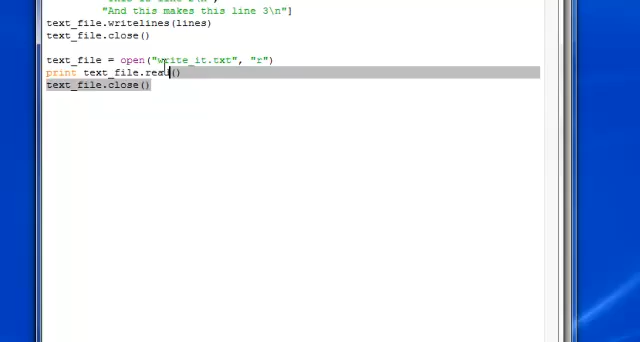 "And this makes this line 3\n"]
text_file.writelines(lines)
text_file.close()
text_file = open("write_it.txt", "r")
print text_file.read()
text_file.close()